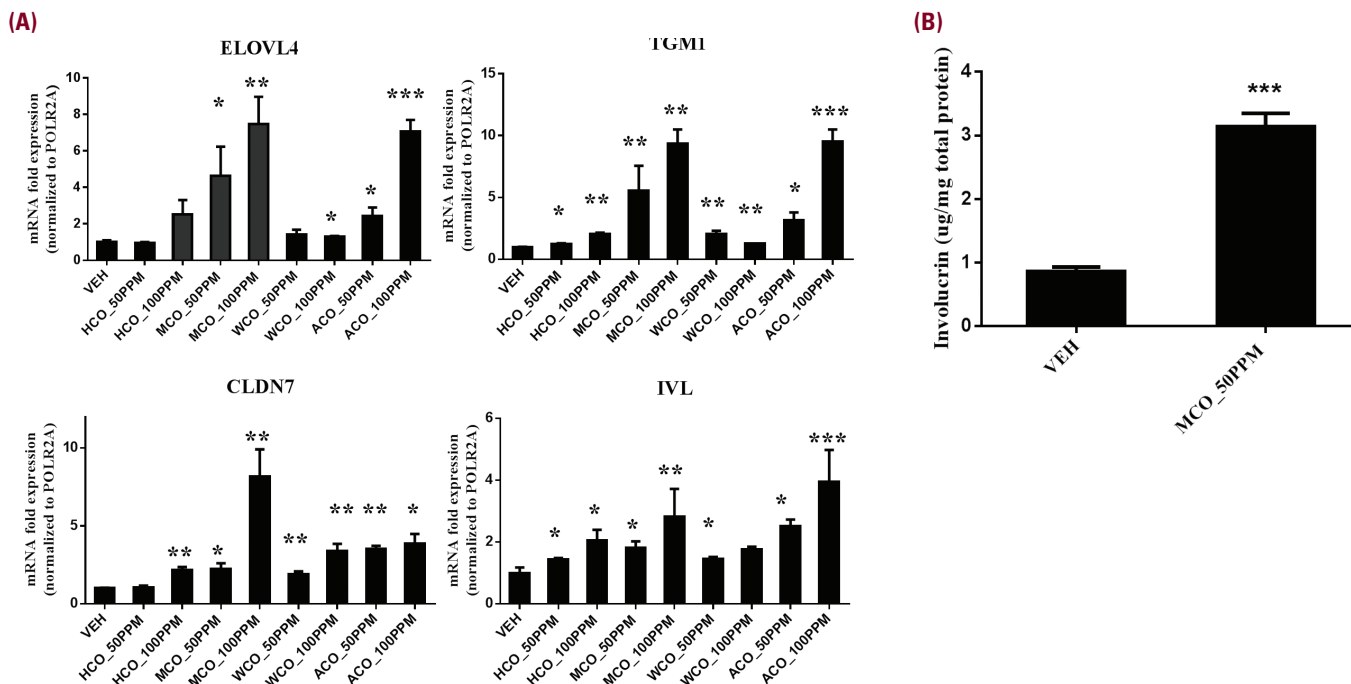 (A)
ELOVL4
mRNA fold expression
(normalized to POLR2A)
10
8
6
4
2
0
*
**
*
*
***
VEH
HCO_50PPM
HCO_100PPM
MCO_50PPM
MCO_100PPM
WCO_50PPM
WCO_100PPM
ACO_50PPM
ACO_100PPM
TGM1
mRNA fold expression
(normalized to POLR2A)
15
10
5
0
*
**
**
**
**
**
*
***
VEH
HCO_50PPM
HCO_100PPM
MCO_50PPM
MCO_100PPM
WCO_50PPM
WCO_100PPM
ACO_50PPM
ACO_100PPM
CLDN7
mRNA fold expression
(normalized to POLR2A)
10
5
0
**
*
**
**
**
**
*
VEH
HCO_50PPM
HCO_100PPM
MCO_50PPM
MCO_100PPM
WCO_50PPM
WCO_100PPM
ACO_50PPM
ACO_100PPM
IVL
mRNA fold expression
(normalized to POLR2A)
6
4
2
0
*
*
*
**
*
*
***
VEH
HCO_50PPM
HCO_100PPM
MCO_50PPM
MCO_100PPM
WCO_50PPM
WCO_100PPM
ACO_50PPM
ACO_100PPM
(B)
Involucrin (ug/mg total protein)
4
3
2
1
0
***
VEH
MCO_50PPM